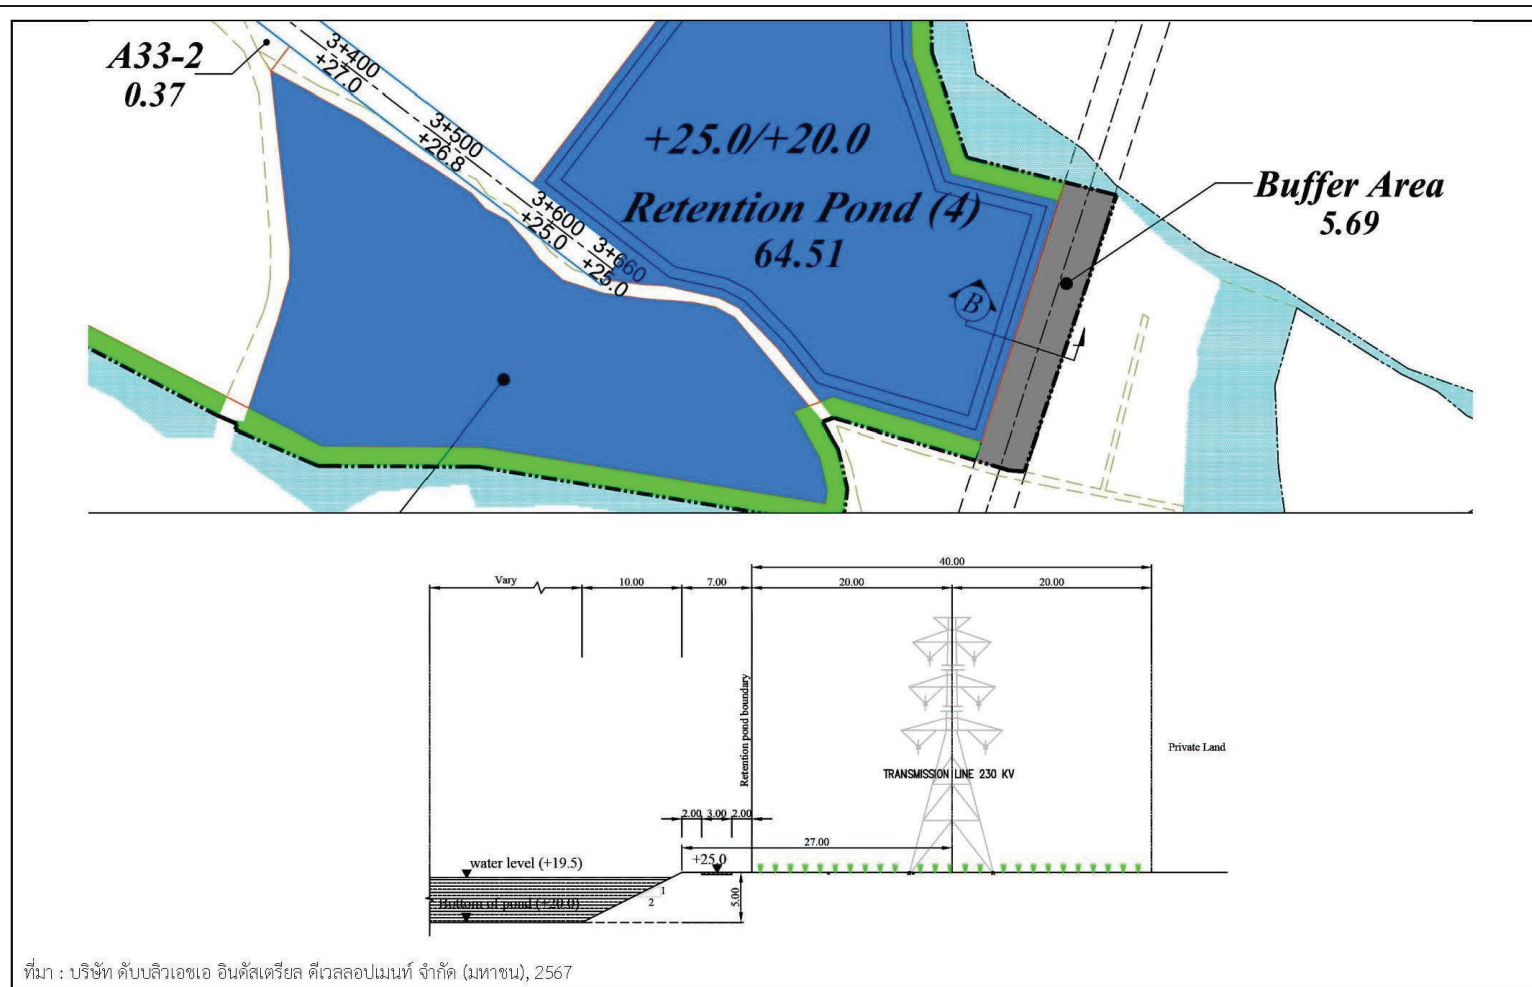 A33-2
0.37
3+400
+27.0
3+500
+26.8
3+600
+25.0
3+660
+25.0
+25.0/+20.0
Retention Pond (4)
64.51
B
Buffer Area
5.69
40.00
Vary
10.00
7.00
20.00
20.00
Retention pond boundary
Private Land
TRANSMISSION LINE 230 KV
2.00
3.00
2.00
27.00
water level (+19.5)
+25.0
1
2
5.00
Bottom of pond (+20.0)
ที่มา : บริษัท ดับบลิวเอชเอ อินดัสเตรียล ดีเวลลอปเมนท์ จำกัด (มหาชน), 2567